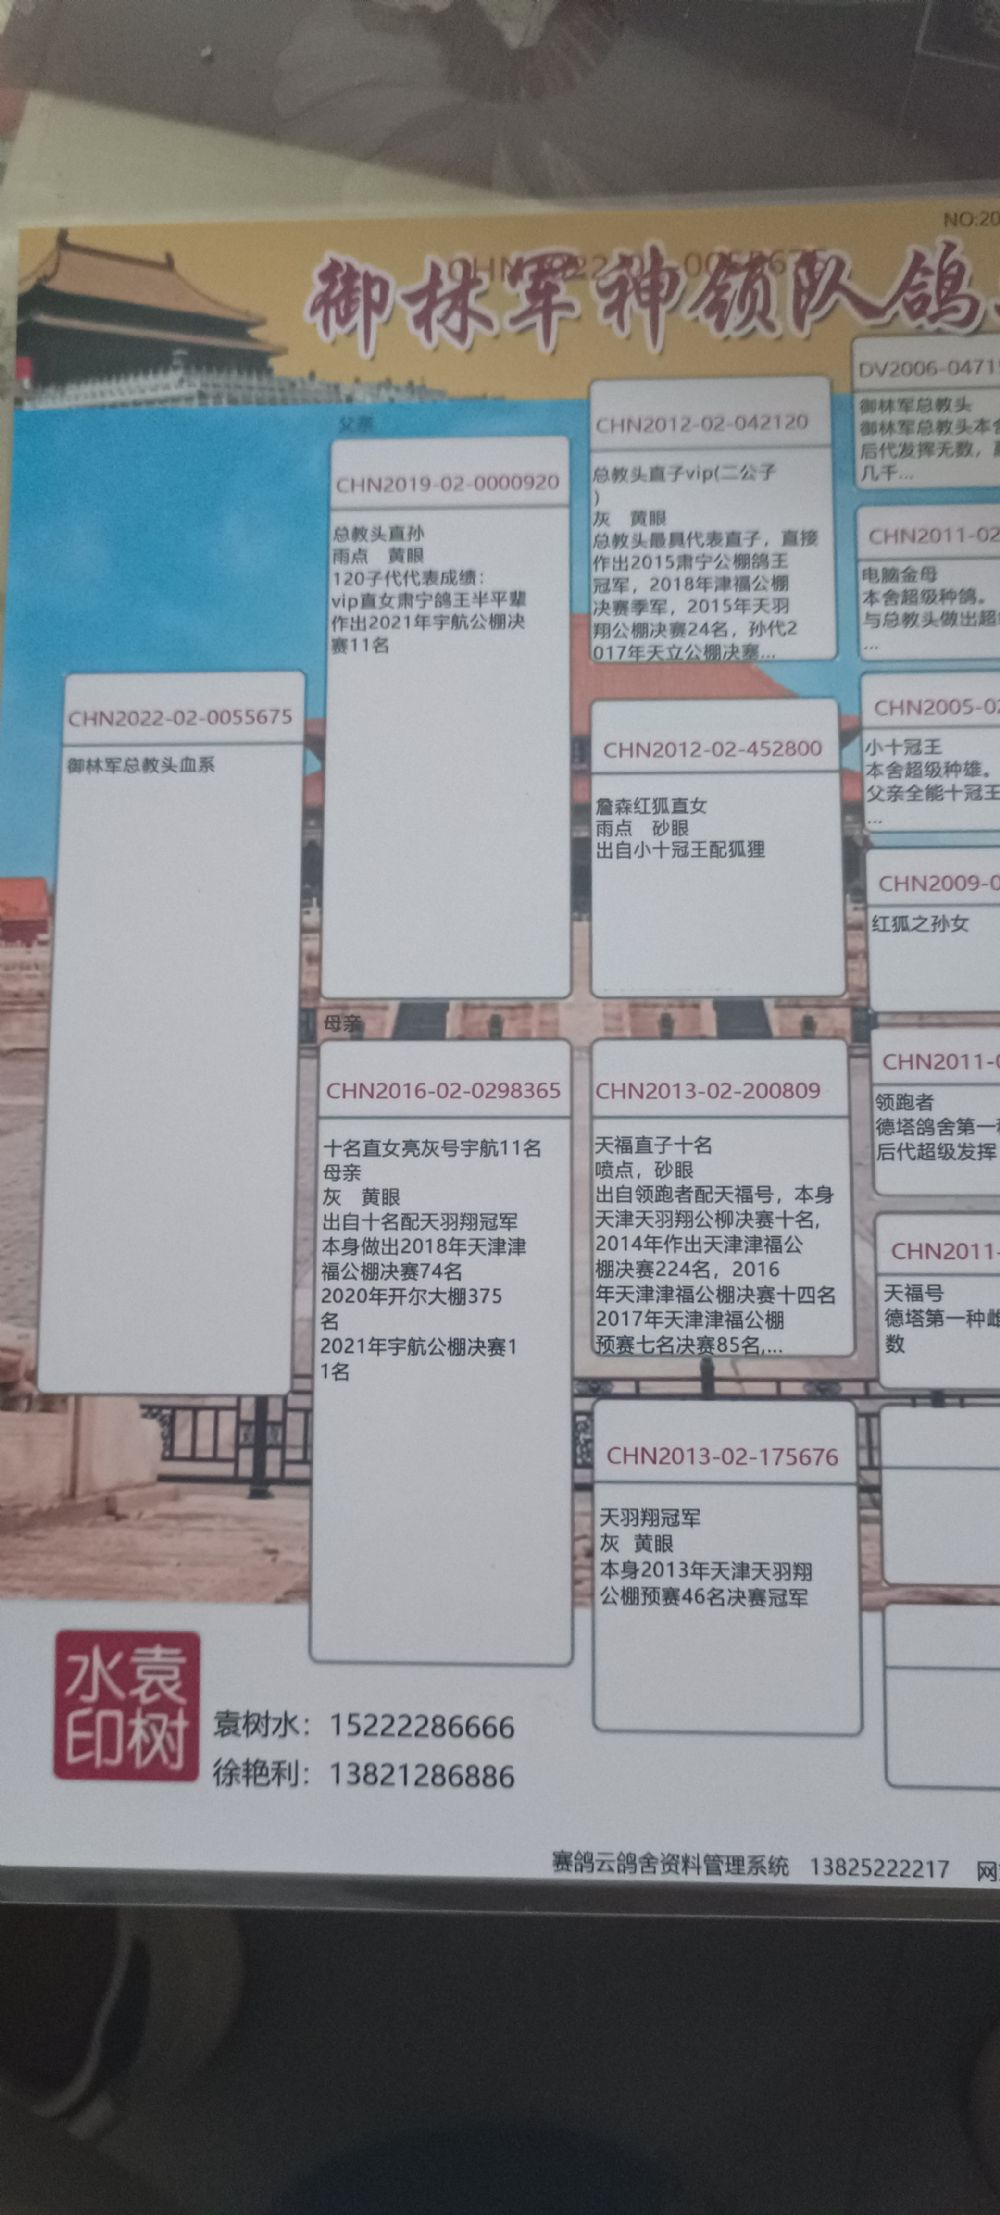 NO:20
御林军神领队鸽
父亲
CHN2022-02-0055675
御林军总教头血系
CHN2019-02-0000920
总教头直孙
雨点 黄眼
120子代代表成绩：
vip直女肃宁鸽王半平辈
作出2021年宇航公棚决
赛11名
母亲
CHN2016-02-0298365
十名直女亮灰号宇航11名
母亲
灰 黄眼
出自十名配天羽翔冠军
本身做出2018年天津津
福公棚决赛74名
2020年开尔大棚375
名
2021年宇航公棚决赛1
1名
CHN2012-02-042120
总教头直子vip(二公子
)
灰 黄眼
总教头最具代表直子，直接
作出2015肃宁公棚鸽王
冠军，2018年津福公棚
决赛季军，2015年天羽
翔公棚决赛24名，孙代2
017年天立公棚决塞...
CHN2012-02-452800
詹森红狐直女
雨点 砂眼
出自小十冠王配狐狸
CHN2013-02-200809
天福直子十名
喷点，砂眼
出自领跑者配天福号，本身
天津天羽翔公柳决赛十名,
2014年作出天津津福公
棚决赛224名，2016
年天津津福公棚决赛十四名
2017年天津津福公棚
预赛七名决赛85名,...
CHN2013-02-175676
天羽翔冠军
灰 黄眼
本身2013年天津天羽翔
公棚预赛46名决赛冠军
DV2006-0471
御林军总教头
御林军总教头本舍
后代发挥无数，
几千...
CHN2011-02
电脑金母
本舍超级种鸽。
与总教头做出超
...
CHN2005-02
小十冠王
本舍超级种雄。
父亲全能十冠王
...
CHN2009-0
红狐之孙女
CHN2011-0
领跑者
德塔鸽舍第一
后代超级发挥
CHN2011-
天福号
德塔第一种雌
数
水袁
印树
袁树水：15222286666
徐艳利：13821286886
赛鸽云鸽舍资料管理系统 13825222217 网